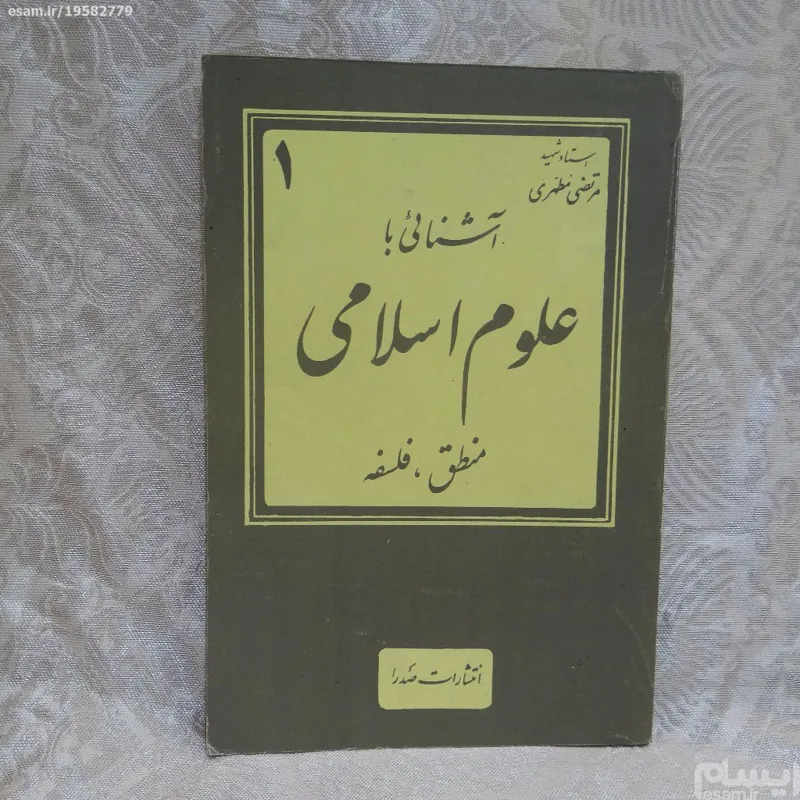 esam.ir/19582779
استاد شهید
مرتضی مطهری
۱
آشنائی با
علوم اسلامی
منطق، فلسفه
انتشارات صدرا
ایسام
esam.ir